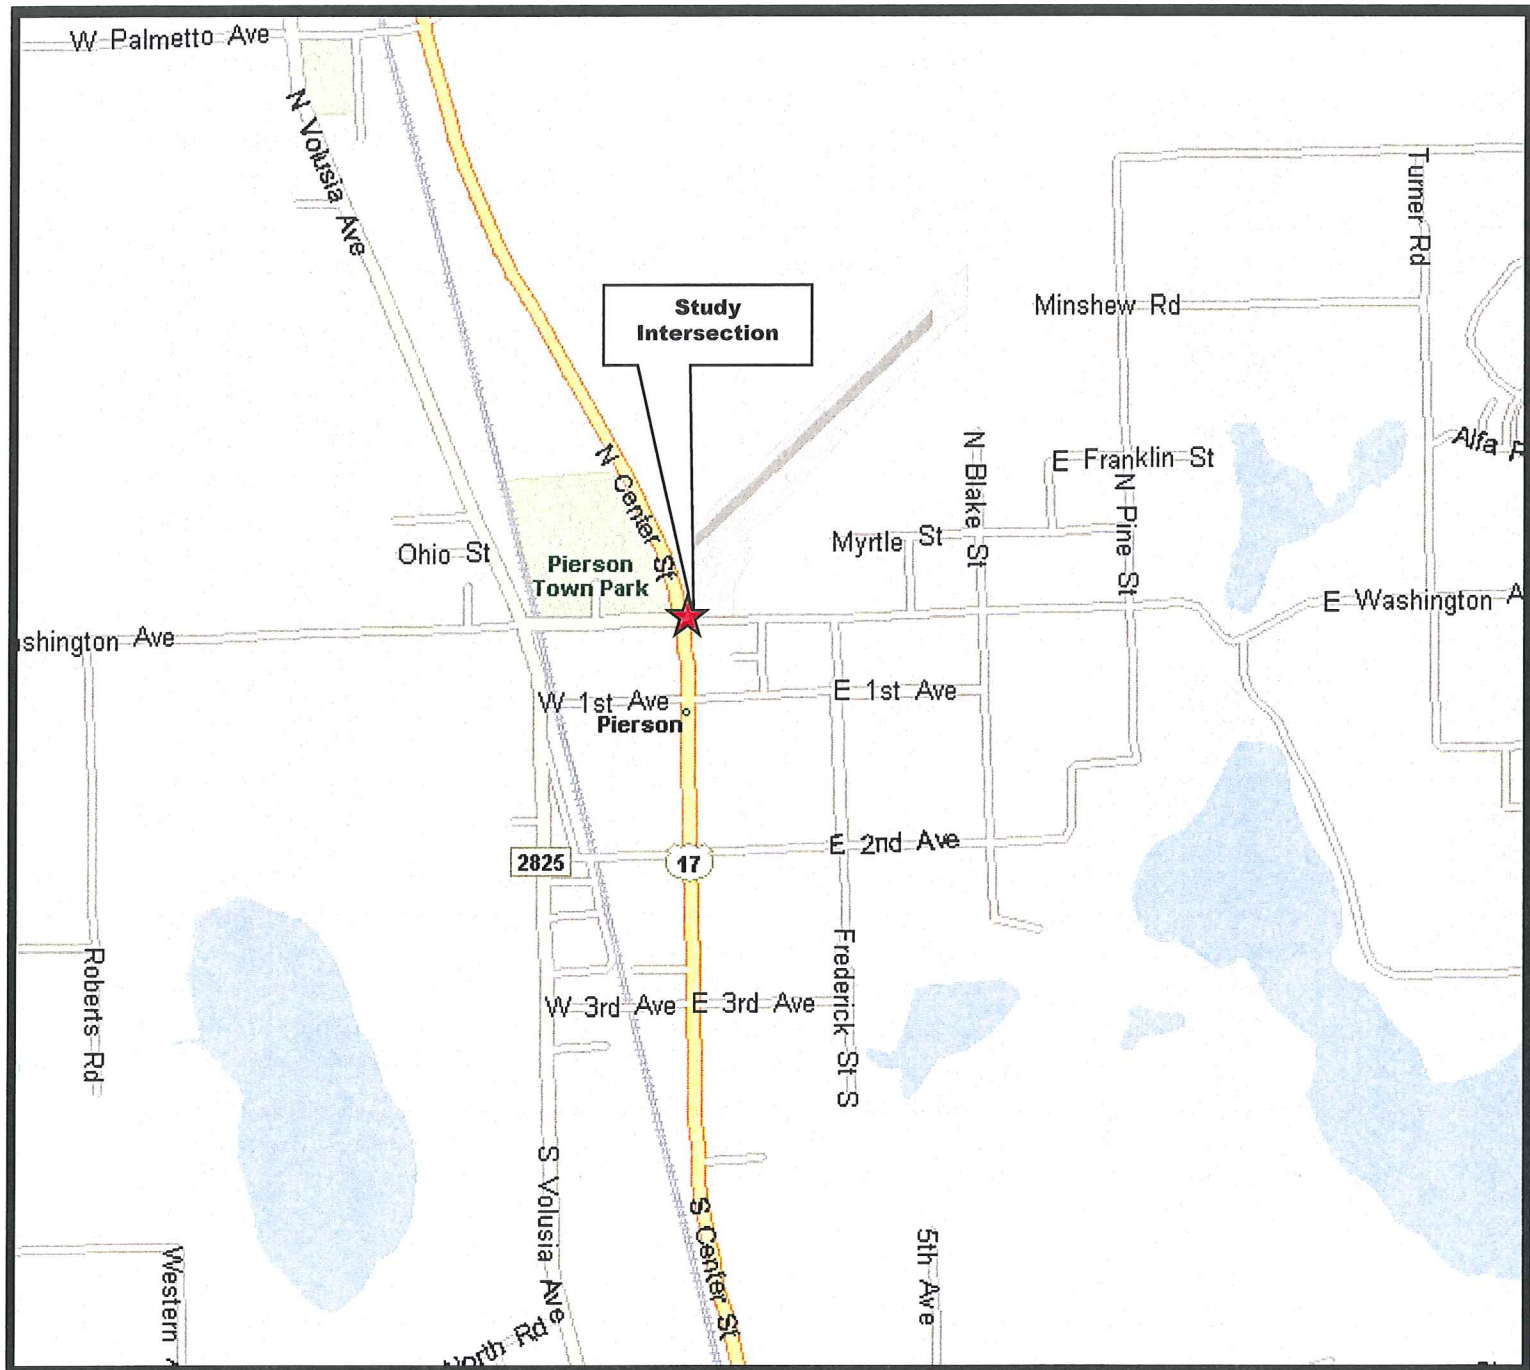 W Palmetto Ave
N Volusia Ave
Turner Rd
Study
Intersection
Minshew Rd
N Center St
N Blake St
E Franklin St
Alfa
N Pine St
Myrtle St
Ohio St
Pierson
Town Park
E Washington A
ushington Ave
W 1st Ave
E 1st Ave
Pierson
2825
17
E 2nd Ave
Roberts Rd
Frederick St S
W 3rd Ave
E 3rd Ave
S Volusia Ave
S Center St
5th Ave
Western
North Rd